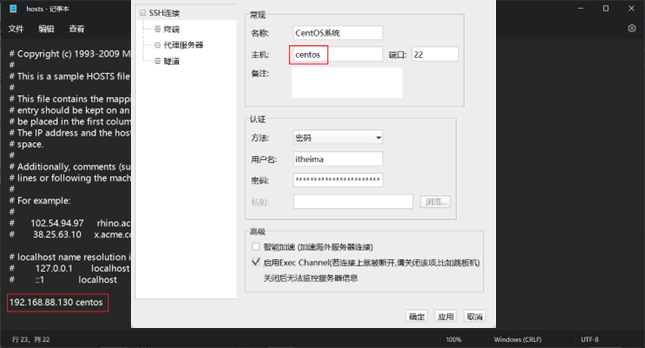 hosts - 记事本
文件 编辑 查看
# Copyright (c) 1993-2009 M
#
# This is a sample HOSTS file
#
# This file contains the mappi
# entry should be kept on an
# be placed in the first colum
# The IP address and the host
# space.
#
# Additionally, comments (su
# lines or following the mach
#
# For example:
#
# 102.54.94.97 rhino.ac
# 38.25.63.10 x.acme.co
# localhost name resolution i
# 127.0.0.1 localhost
# ::1 localhost
192.168.88.130 centos
行 23，列 22
100%
Windows (CRLF)
UTF-8
SSH连接
终端
代理服务器
隧道
常规
名称: CentOS系统
主机: centos 端口: 22
备注:
认证
方法: 密码
用户名: itheima
密码: **********************
私钥: 浏览...
高级
智能加速 (加速海外服务器连接)
启用Exec Channel(若连接上就被断开,请关闭该项,比如跳板机)
关闭后无法监控服务器信息
确定 应用 取消